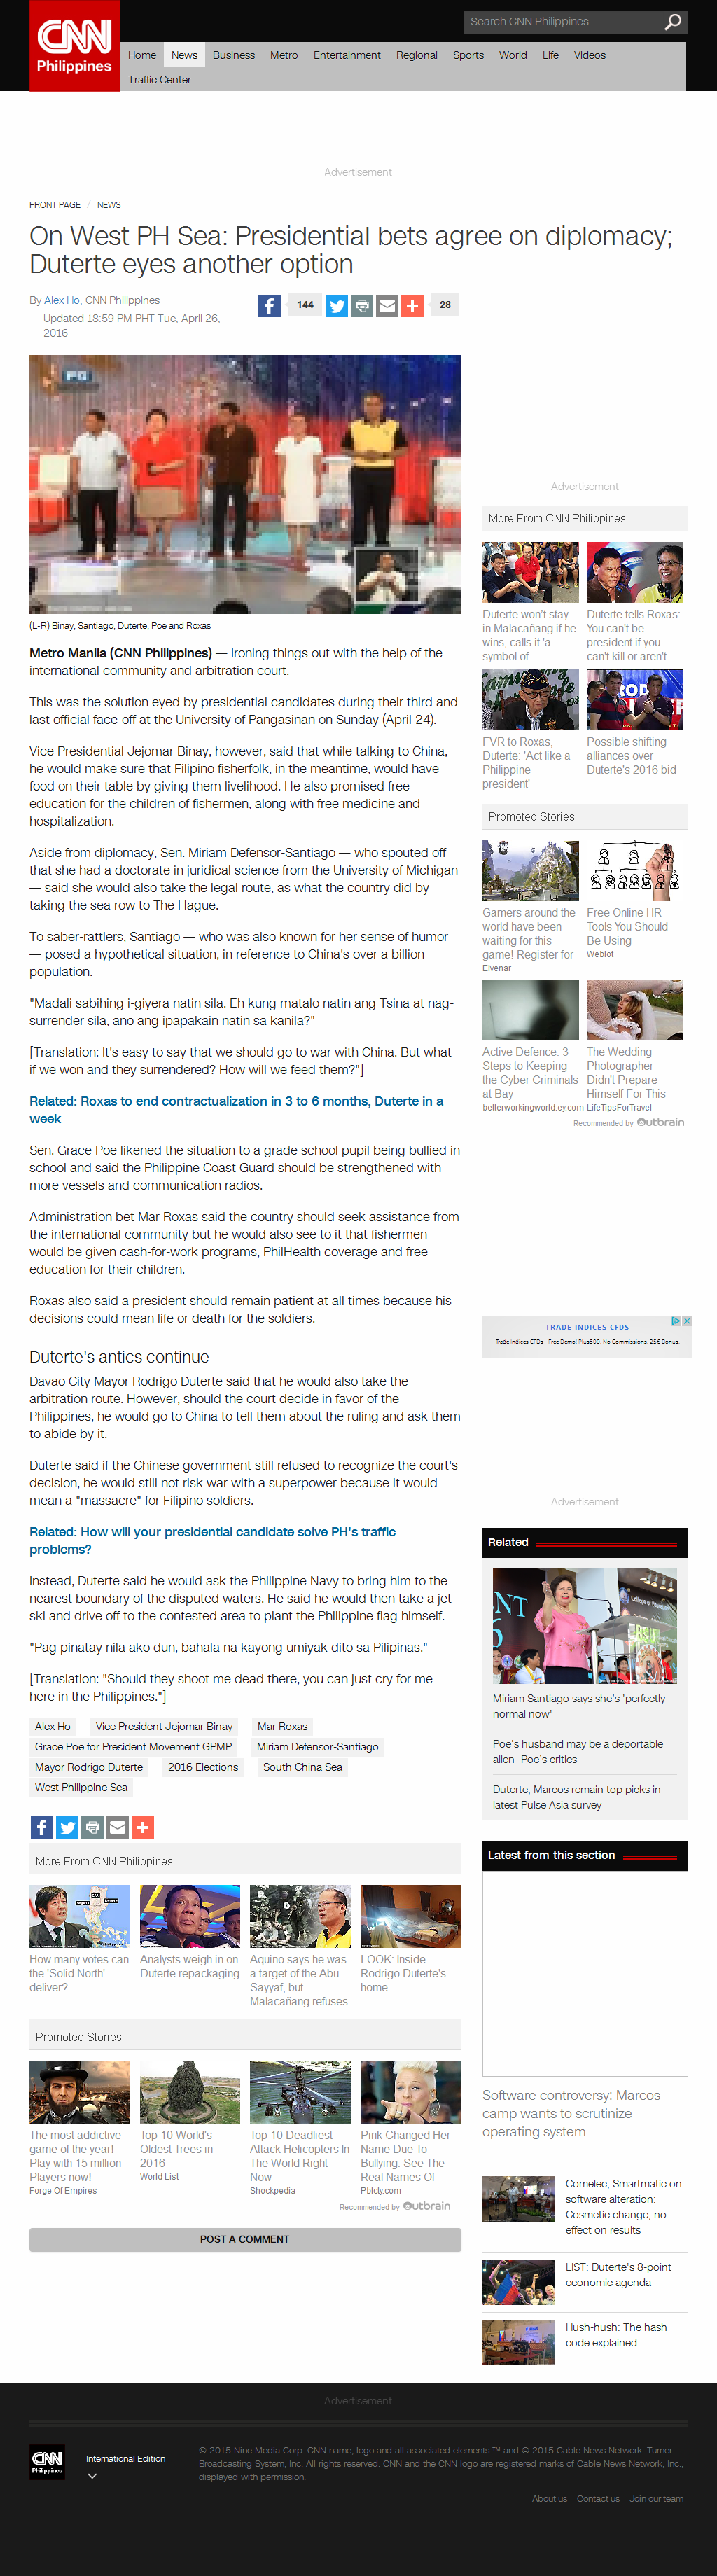 CNN
Philippines
Search CNN Philippines
Home News Business Metro Entertainment Regional Sports World Life Videos
Traffic Center
Advertisement
FRONT PAGE / NEWS
On West PH Sea: Presidential bets agree on diplomacy;
Duterte eyes another option
By Alex Ho, CNN Philippines
144
28
Updated 18:59 PM PHT Tue, April 26,
2016
(L-R) Binay, Santiago, Duterte, Poe and Roxas
Metro Manila (CNN Philippines) — Ironing things out with the help of the
international community and arbitration court.
This was the solution eyed by presidential candidates during their third and
last official face-off at the University of Pangasinan on Sunday (April 24).
Vice Presidential Jejomar Binay, however, said that while talking to China,
he would make sure that Filipino fisherfolk, in the meantime, would have
food on their table by giving them livelihood. He also promised free
education for the children of fishermen, along with free medicine and
hospitalization.
Aside from diplomacy, Sen. Miriam Defensor-Santiago — who spouted off
that she had a doctorate in juridical science from the University of Michigan
— said she would also take the legal route, as what the country did by
taking the sea row to The Hague.
To saber-rattlers, Santiago — who was also known for her sense of humor
— posed a hypothetical situation, in reference to China's over a billion
population.
"Madali sabihing i-giyera natin sila. Eh kung matalo natin ang Tsina at nag-
surrender sila, ano ang ipapakain natin sa kanila?"
[Translation: It's easy to say that we should go to war with China. But what
if we won and they surrendered? How will we feed them?"]
Related: Roxas to end contractualization in 3 to 6 months, Duterte in a
week
Sen. Grace Poe likened the situation to a grade school pupil being bullied in
school and said the Philippine Coast Guard should be strengthened with
more vessels and communication radios.
Administration bet Mar Roxas said the country should seek assistance from
the international community but he would also see to it that fishermen
would be given cash-for-work programs, PhilHealth coverage and free
education for their children.
Roxas also said a president should remain patient at all times because his
decisions could mean life or death for the soldiers.
Duterte's antics continue
Davao City Mayor Rodrigo Duterte said that he would also take the
arbitration route. However, should the court decide in favor of the
Philippines, he would go to China to tell them about the ruling and ask them
to abide by it.
Duterte said if the Chinese government still refused to recognize the court's
decision, he would still not risk war with a superpower because it would
mean a "massacre" for Filipino soldiers.
Related: How will your presidential candidate solve PH's traffic
problems?
Instead, Duterte said he would ask the Philippine Navy to bring him to the
nearest boundary of the disputed waters. He said he would then take a jet
ski and drive off to the contested area to plant the Philippine flag himself.
"Pag pinatay nila ako dun, bahala na kayong umiyak dito sa Pilipinas."
[Translation: "Should they shoot me dead there, you can just cry for me
here in the Philippines."]
Alex Ho Vice President Jejomar Binay Mar Roxas
Grace Poe for President Movement GPMP Miriam Defensor-Santiago
Mayor Rodrigo Duterte 2016 Elections South China Sea
West Philippine Sea
More From CNN Philippines
How many votes can
the 'Solid North'
deliver?
Analysts weigh in on
Duterte repackaging
Aquino says he was
a target of the Abu
Sayyaf, but
Malacañang refuses
LOOK: Inside
Rodrigo Duterte's
home
Promoted Stories
The most addictive
game of the year!
Play with 15 million
Players now!
Forge Of Empires
Top 10 World's
Oldest Trees in
2016
World List
Top 10 Deadliest
Attack Helicopters In
The World Right
Now
Shockpedia
Pink Changed Her
Name Due To
Bullying. See The
Real Names Of
Pblcty.com
Recommended by Outbrain
POST A COMMENT
Advertisement
More From CNN Philippines
Duterte won't stay
in Malacañang if he
wins, calls it 'a
symbol of
Duterte tells Roxas:
You can't be
president if you
can't kill or aren't
FVR to Roxas,
Duterte: 'Act like a
Philippine
president'
Possible shifting
alliances over
Duterte's 2016 bid
Promoted Stories
Gamers around the
world have been
waiting for this
game! Register for
Elvenar
Free Online HR
Tools You Should
Be Using
Webiot
Active Defence: 3
Steps to Keeping
the Cyber Criminals
at Bay
betterworkingworld.ey.com
The Wedding
Photographer
Didn't Prepare
Himself For This
LifeTipsForTravel
Recommended by Outbrain
TRADE INDICES CFDS
Trade Indices CFDs - Free Demo! Plus500, No Commissions, 25€ Bonus.
Advertisement
Related
Miriam Santiago says she's 'perfectly
normal now'
Poe's husband may be a deportable
alien -Poe's critics
Duterte, Marcos remain top picks in
latest Pulse Asia survey
Latest from this section
Software controversy: Marcos
camp wants to scrutinize
operating system
Comelec, Smartmatic on
software alteration:
Cosmetic change, no
effect on results
LIST: Duterte's 8-point
economic agenda
Hush-hush: The hash
code explained
Advertisement
CNN
Philippines
International Edition
© 2015 Nine Media Corp. CNN name, logo and all associated elements ™ and © 2015 Cable News Network. Turner
Broadcasting System, Inc. All rights reserved. CNN and the CNN logo are registered marks of Cable News Network, Inc.,
displayed with permission.
About us Contact us Join our team